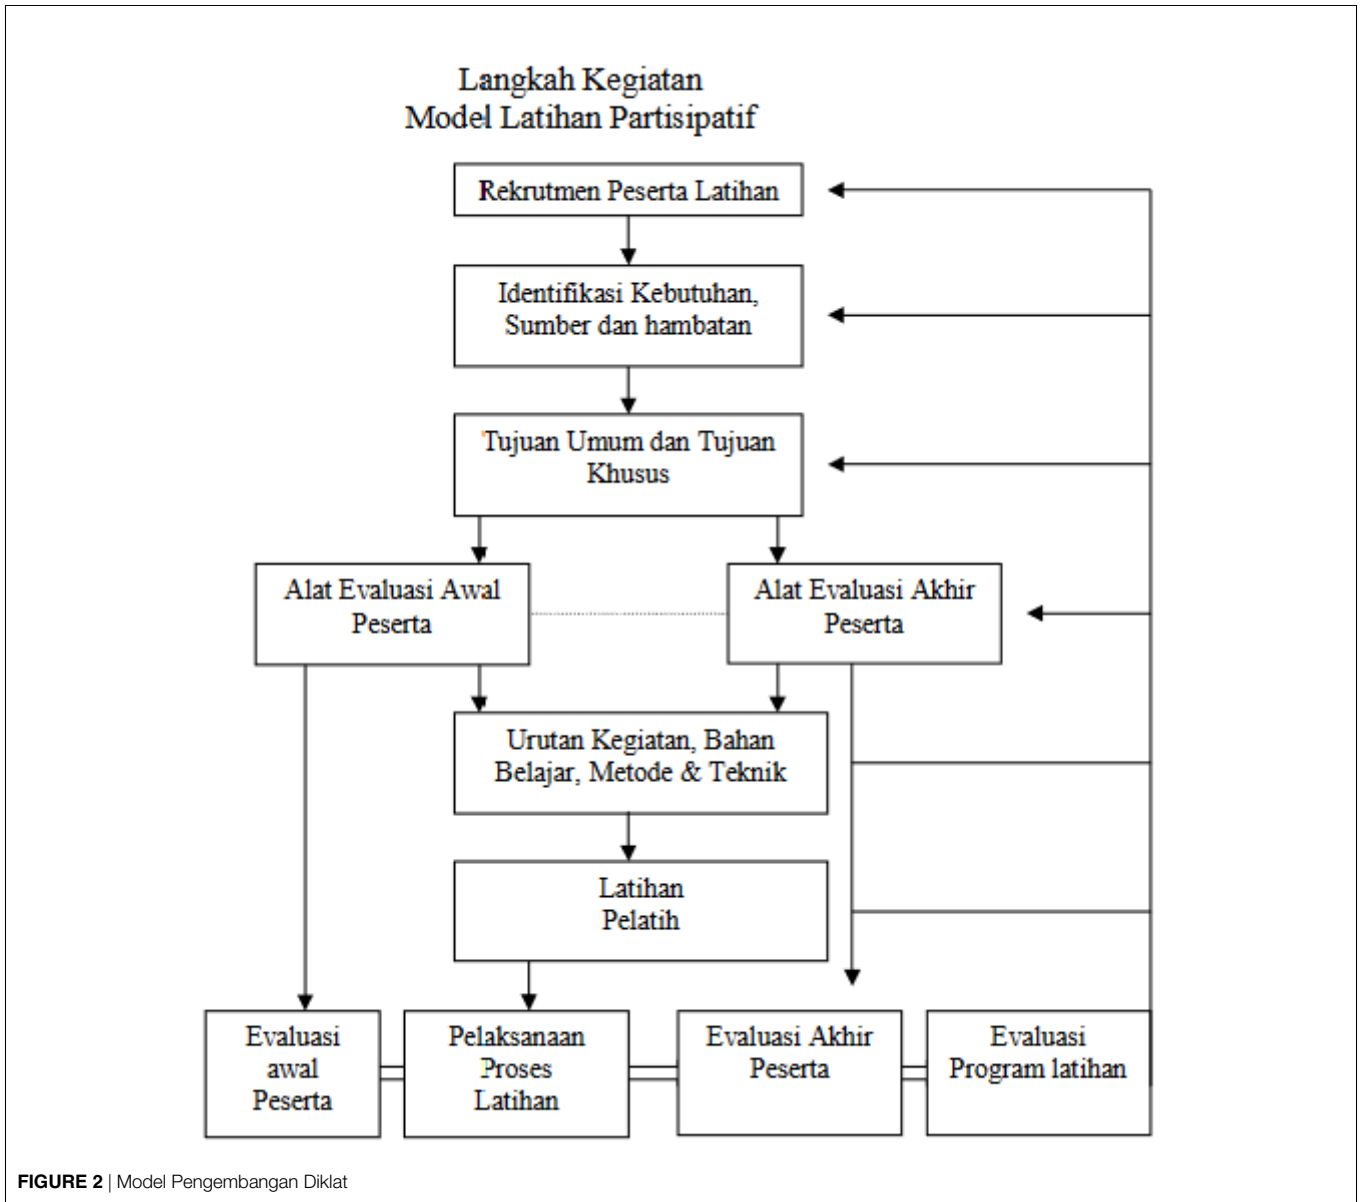 Langkah Kegiatan
Model Latihan Partisipatif
Rekrutmen Peserta Latihan
Identifikasi Kebutuhan,
Sumber dan hambatan
Tujuan Umum dan Tujuan
Khusus
Alat Evaluasi Awal
Peserta
Alat Evaluasi Akhir
Peserta
Urutan Kegiatan, Bahan
Belajar, Metode & Teknik
Latihan
Pelatih
Evaluasi
awal
Peserta
Pelaksanaan
Proses
Latihan
Evaluasi Akhir
Peserta
Evaluasi
Program latihan
FIGURE 2 | Model Pengembangan Diklat